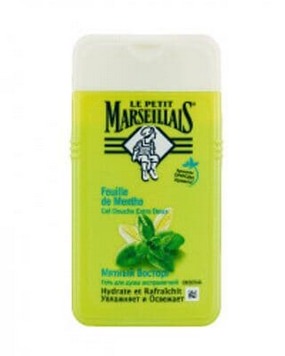 LE PETIT
MARSEILLAIS
Feuille
de Menthe
Gel Douche Extra Doux
Мятный Восторг
Гель для душа экстрамягкий
Hydrate et Rafraîchit
Увлажняет и Освежает